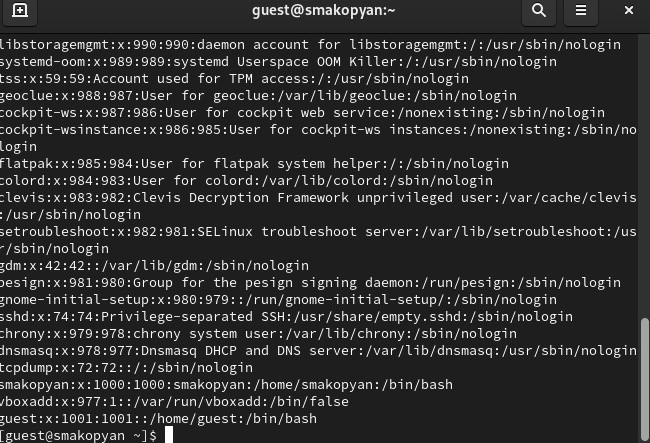 guest@smakopyan:~
libstoragemgmt:x:990:990:daemon account for libstoragemgmt:/:/usr/sbin/nologin
systemd-oom:x:989:989:systemd Userspace OOM Killer:/:/usr/sbin/nologin
tss:x:59:59:Account used for TPM access:/:/usr/sbin/nologin
geoclue:x:988:987:User for geoclue:/var/lib/geoclue:/sbin/nologin
cockpit-ws:x:987:986:User for cockpit web service:/nonexisting:/sbin/nologin
cockpit-wsinstance:x:986:985:User for cockpit-ws instances:/nonexisting:/sbin/no
login
flatpak:x:985:984:User for flatpak system helper:/:/sbin/nologin
colord:x:984:983:User for colord:/var/lib/colord:/sbin/nologin
clevis:x:983:982:Clevis Decryption Framework unprivileged user:/var/cache/clevis
:/usr/sbin/nologin
setroubleshoot:x:982:981:SELinux troubleshoot server:/var/lib/setroubleshoot:/us
r/sbin/nologin
gdm:x:42:42::/var/lib/gdm:/sbin/nologin
pesign:x:981:980:Group for the pesign signing daemon:/run/pesign:/sbin/nologin
gnome-initial-setup:x:980:979::/run/gnome-initial-setup/:/sbin/nologin
sshd:x:74:74:Privilege-separated SSH:/usr/share/empty.sshd:/sbin/nologin
chrony:x:979:978:chrony system user:/var/lib/chrony:/sbin/nologin
dnsmasq:x:978:977:Dnsmasq DHCP and DNS server:/var/lib/dnsmasq:/usr/sbin/nologin
tcpdump:x:72:72::/:/sbin/nologin
smakopyan:x:1000:1000:smakopyan:/home/smakopyan:/bin/bash
vboxadd:x:977:1::/var/run/vboxadd:/bin/false
guest:x:1001:1001::/home/guest:/bin/bash
[guest@smakopyan ~]$